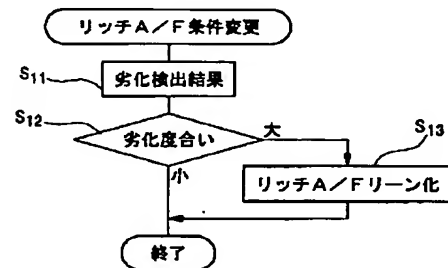 リッチA/F条件変更
S11
劣化検出結果
S12
劣化度合い
大
S13
小
リッチA/Fリーン化
終了